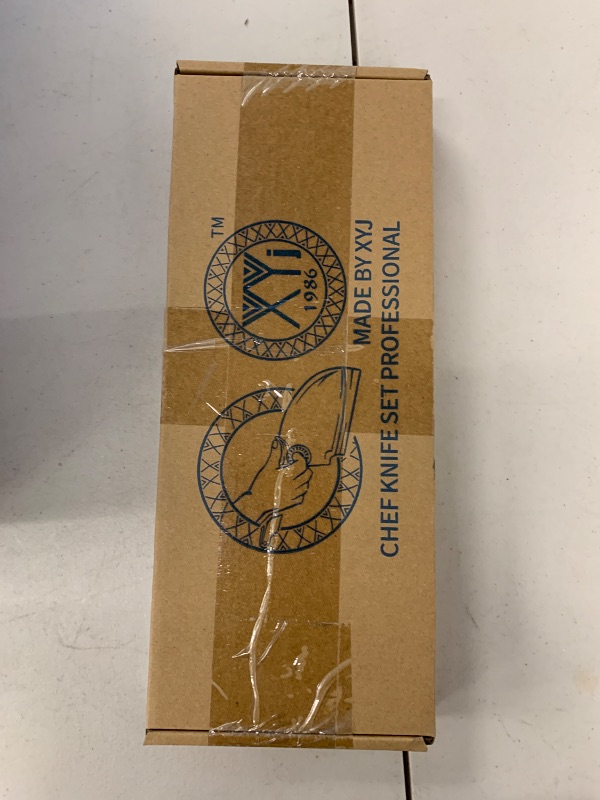 TM
XYj
1986
MADE BY XYJ
CHEF KNIFE SET PROFESSIONAL